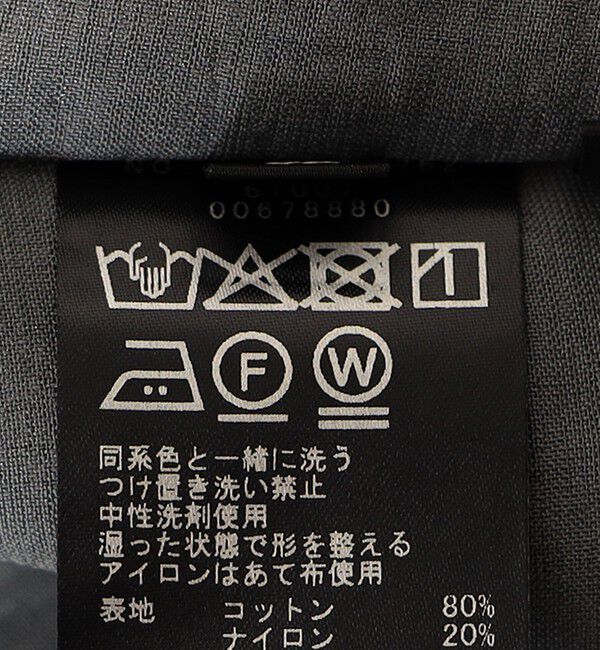 00678880
F
W
同系色と一緒に洗う
つけ置き洗い禁止
中性洗剤使用
湿った状態で形を整える
アイロンはあて布使用
表地 コットン 80%
ナイロン 20%